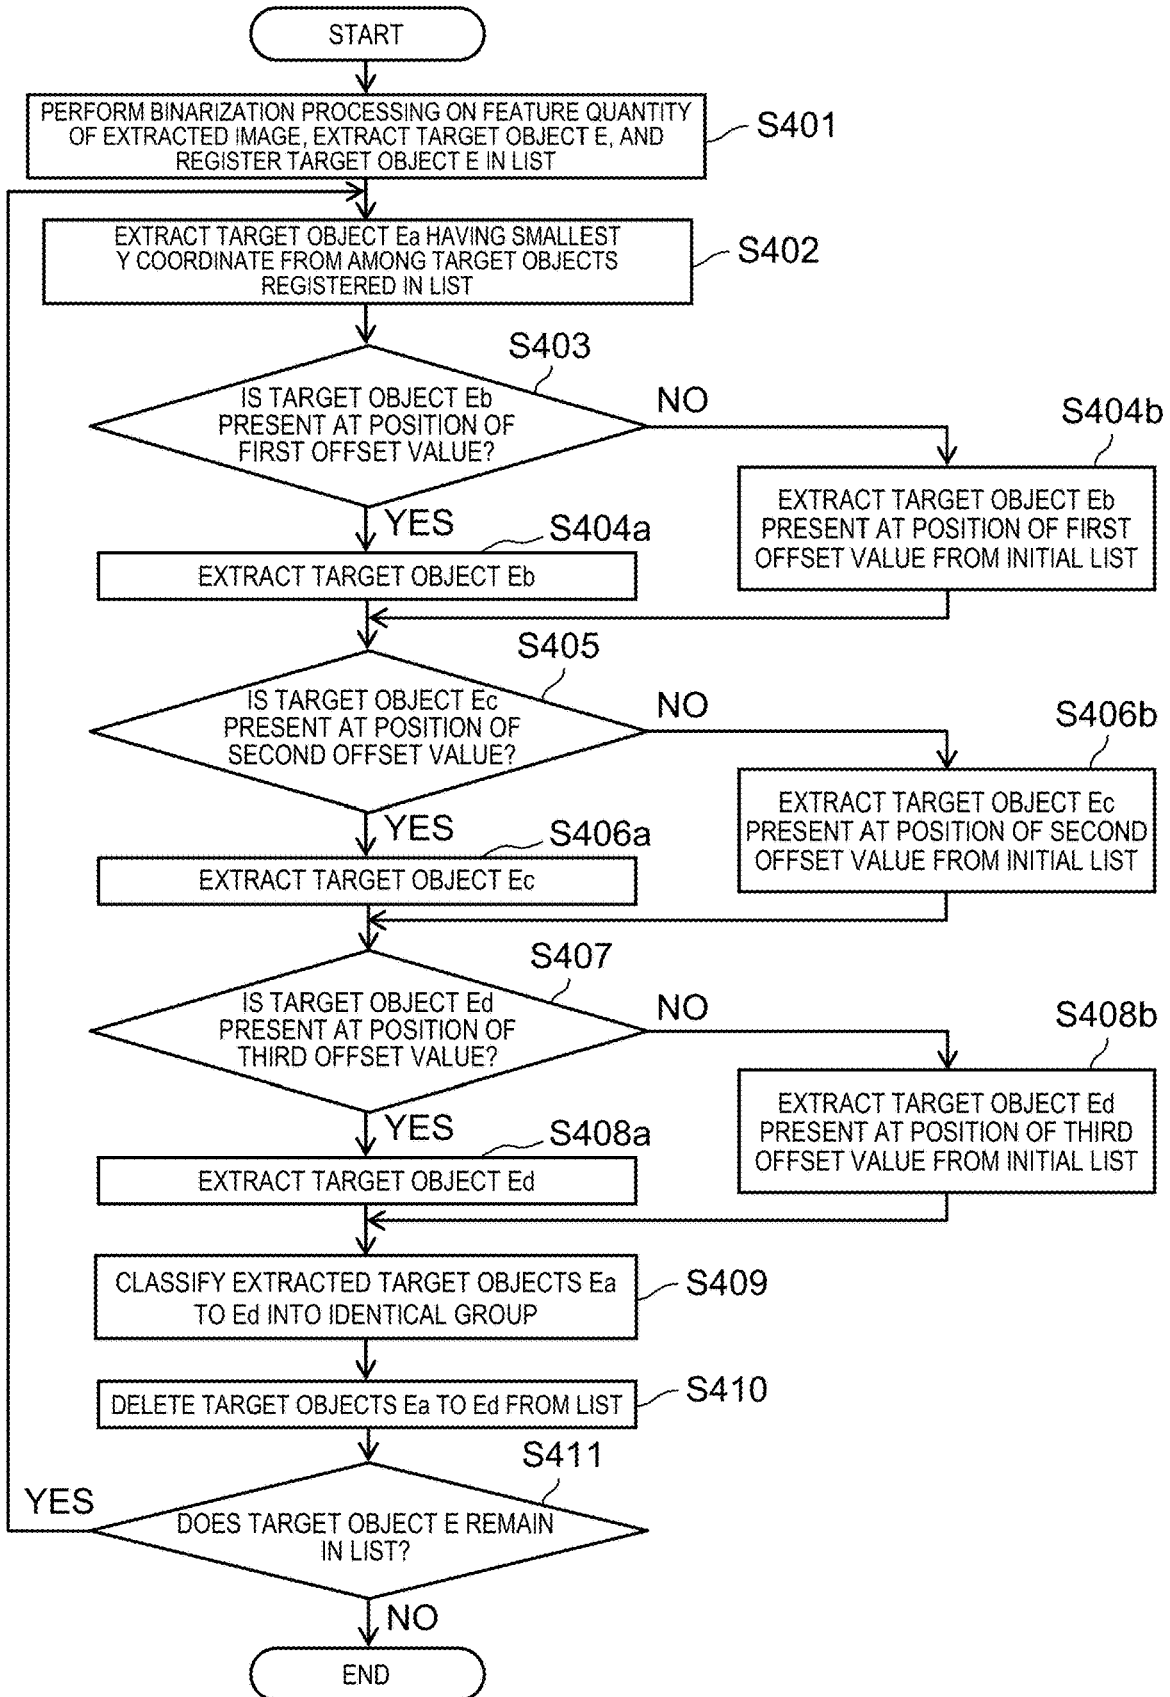 START
PERFORM BINARIZATION PROCESSING ON FEATURE QUANTITY
OF EXTRACTED IMAGE, EXTRACT TARGET OBJECT E, AND
REGISTER TARGET OBJECT E IN LIST
S401
EXTRACT TARGET OBJECT Ea HAVING SMALLEST
Y COORDINATE FROM AMONG TARGET OBJECTS
REGISTERED IN LIST
S402
S403
IS TARGET OBJECT Eb
PRESENT AT POSITION OF
FIRST OFFSET VALUE?
NO
YES
S404b
EXTRACT TARGET OBJECT Eb
PRESENT AT POSITION OF FIRST
OFFSET VALUE FROM INITIAL LIST
S404a
EXTRACT TARGET OBJECT Eb
S405
IS TARGET OBJECT Ec
PRESENT AT POSITION OF
SECOND OFFSET VALUE?
NO
YES
S406b
EXTRACT TARGET OBJECT Ec
PRESENT AT POSITION OF SECOND
OFFSET VALUE FROM INITIAL LIST
S406a
EXTRACT TARGET OBJECT Ec
S407
IS TARGET OBJECT Ed
PRESENT AT POSITION OF
THIRD OFFSET VALUE?
NO
YES
S408b
EXTRACT TARGET OBJECT Ed
PRESENT AT POSITION OF THIRD
OFFSET VALUE FROM INITIAL LIST
S408a
EXTRACT TARGET OBJECT Ed
CLASSIFY EXTRACTED TARGET OBJECTS Ea
TO Ed INTO IDENTICAL GROUP
S409
DELETE TARGET OBJECTS Ea TO Ed FROM LIST
S410
S411
YES
DOES TARGET OBJECT E REMAIN
IN LIST?
NO
END